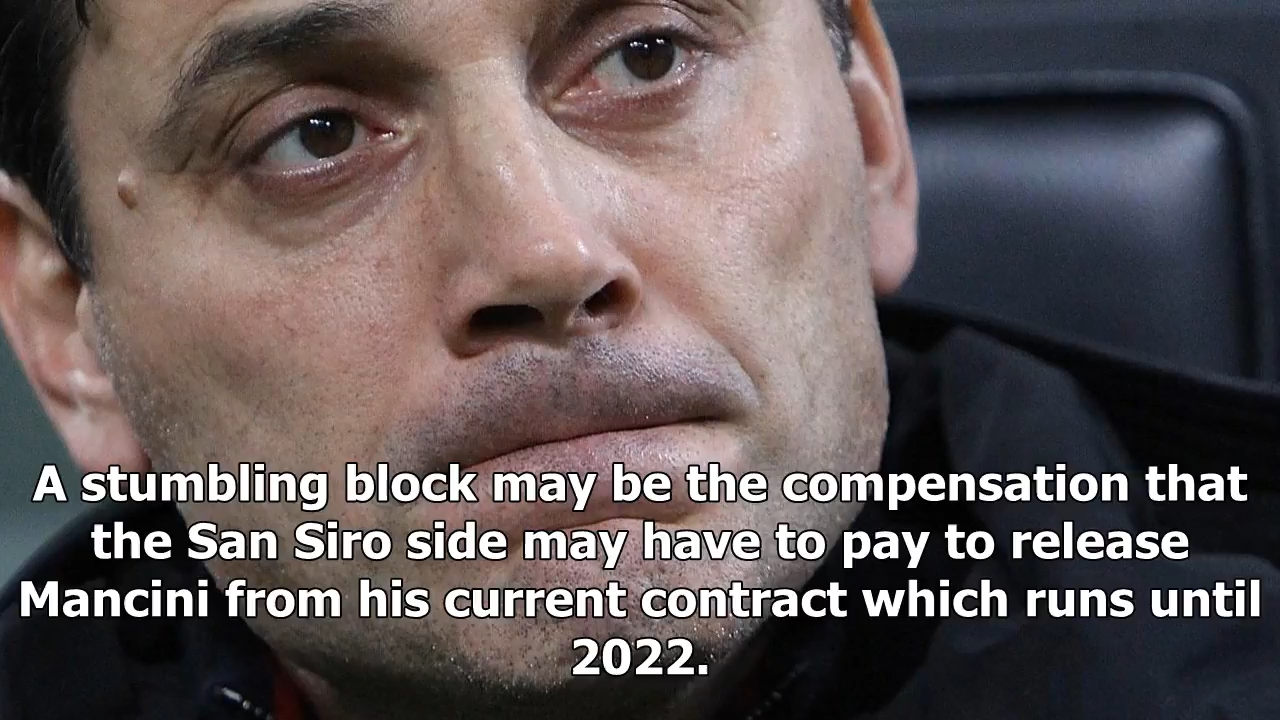 A stumbling block may be the compensation that
the San Siro side may have to pay to release
Mancini from his current contract which runs until
2022.